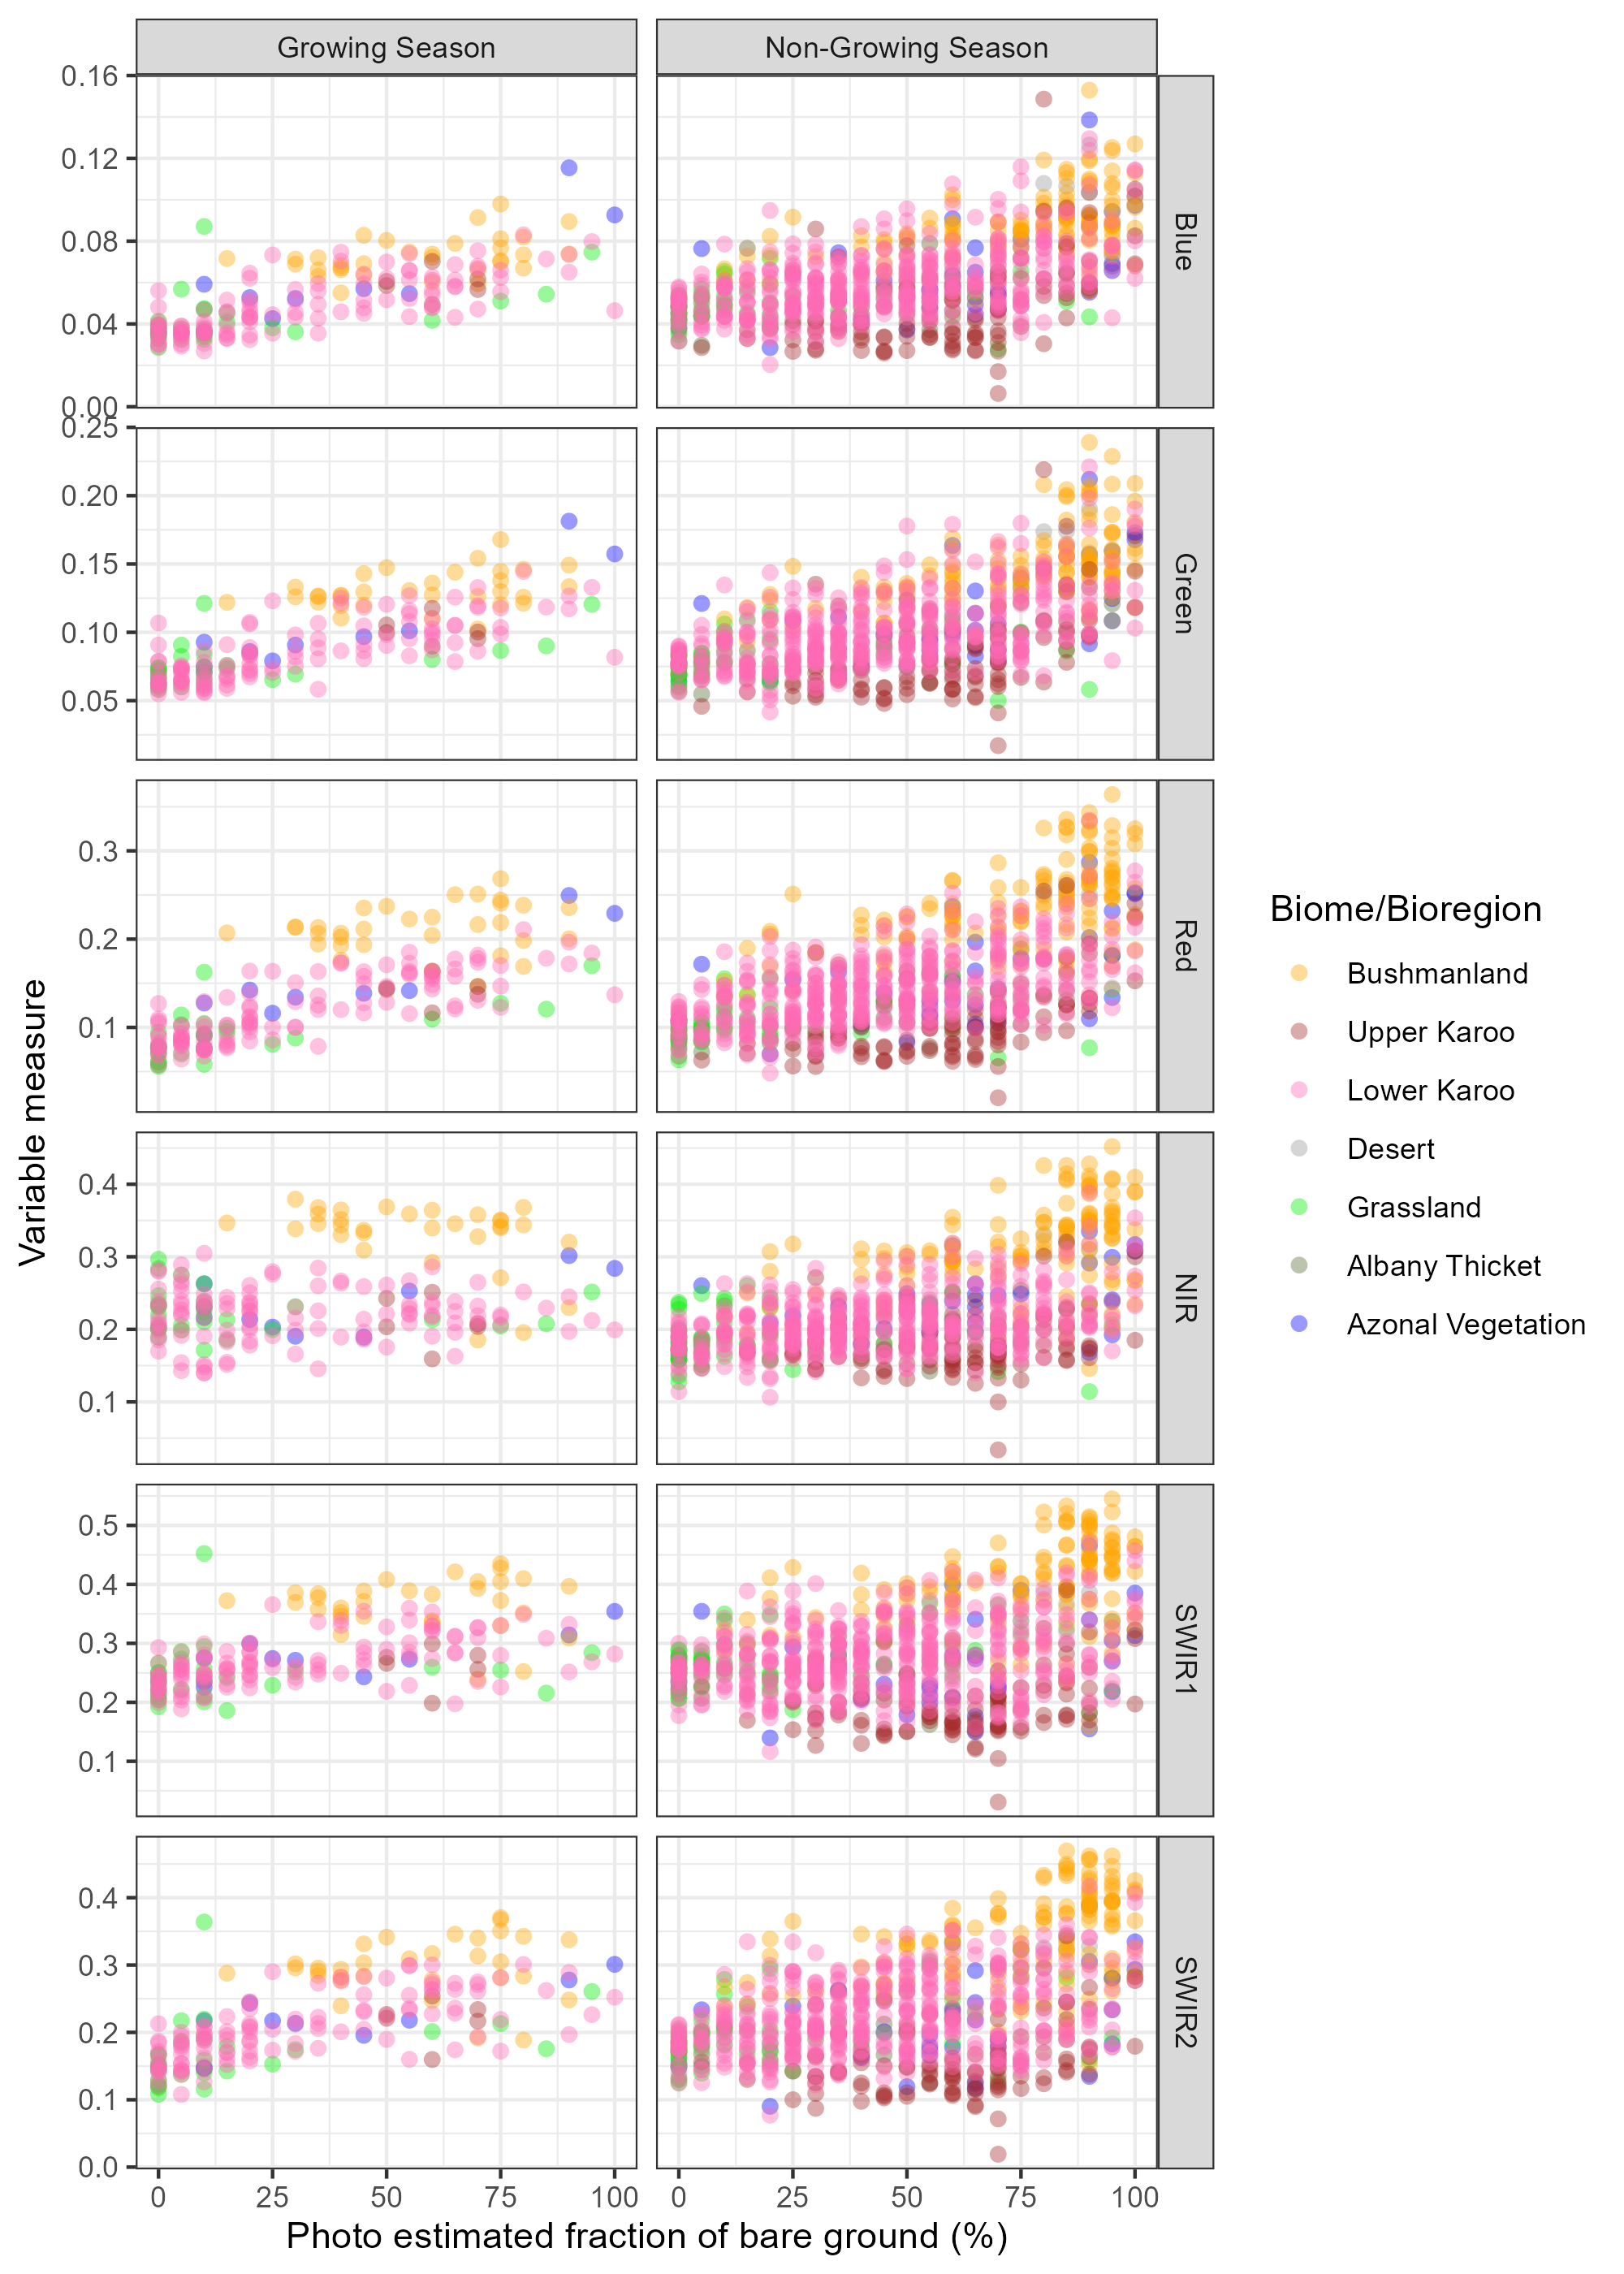 Growing Season
Non-Growing Season
0.16
0.12
0.08
0.04
0.00
Blue
0.25
0.20
0.15
0.10
0.05
Green
0.3
0.2
0.1
Red
0.4
0.3
0.2
0.1
NIR
0.5
0.4
0.3
0.2
0.1
SWIR1
0.4
0.3
0.2
0.1
0.0
SWIR2
0 25 50 75 100
0 25 50 75 100
Photo estimated fraction of bare ground (%)
Variable measure
Biome/Bioregion
Bushmanland
Upper Karoo
Lower Karoo
Desert
Grassland
Albany Thicket
Azonal Vegetation